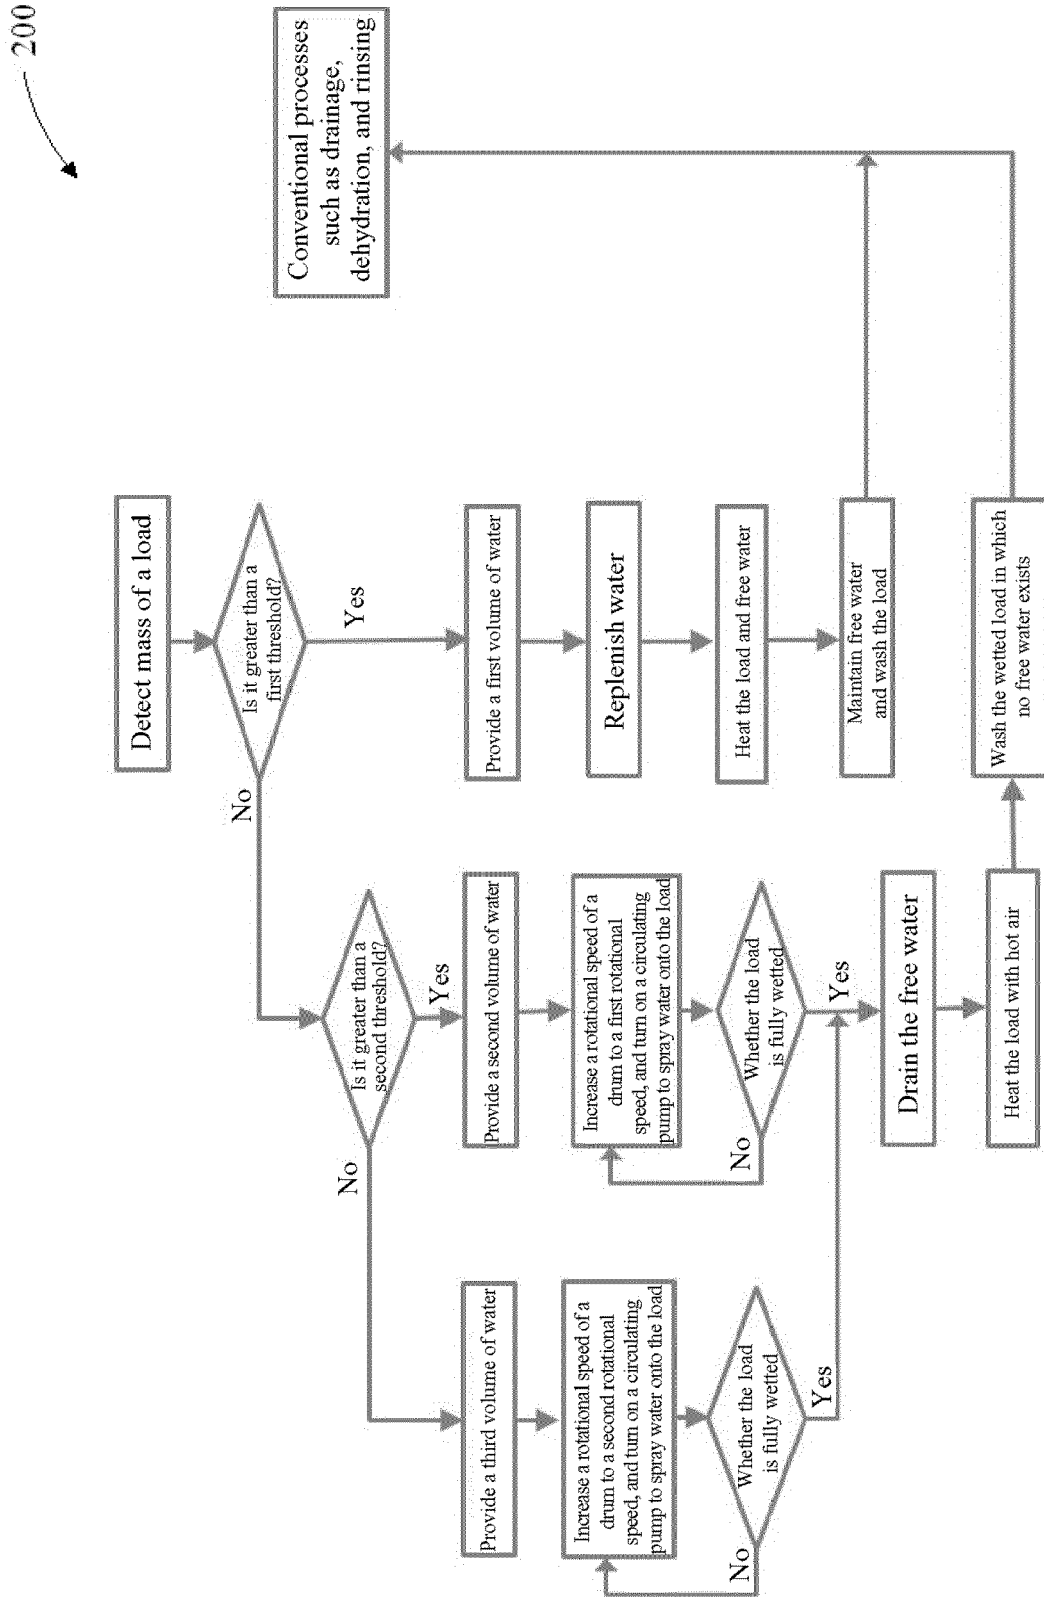 200
Detect mass of a load
Is it greater than a
first threshold?
Yes
No
Provide a first volume of water
Replenish water
Heat the load and free water
Maintain free water
and wash the load
Is it greater than a
second threshold?
Yes
No
Provide a second volume of water
Increase a rotational speed of a
drum to a first rotational
speed, and turn on a circulating
pump to spray water onto the load
Whether the load
is fully wetted
No
Yes
Provide a third volume of water
Increase a rotational speed of a
drum to a second rotational
speed, and turn on a circulating
pump to spray water onto the load
Whether the load
is fully wetted
No
Yes
Drain the free water
Heat the load with hot air
Wash the wetted load in which
no free water exists
Conventional processes
such as drainage,
dehydration, and rinsing